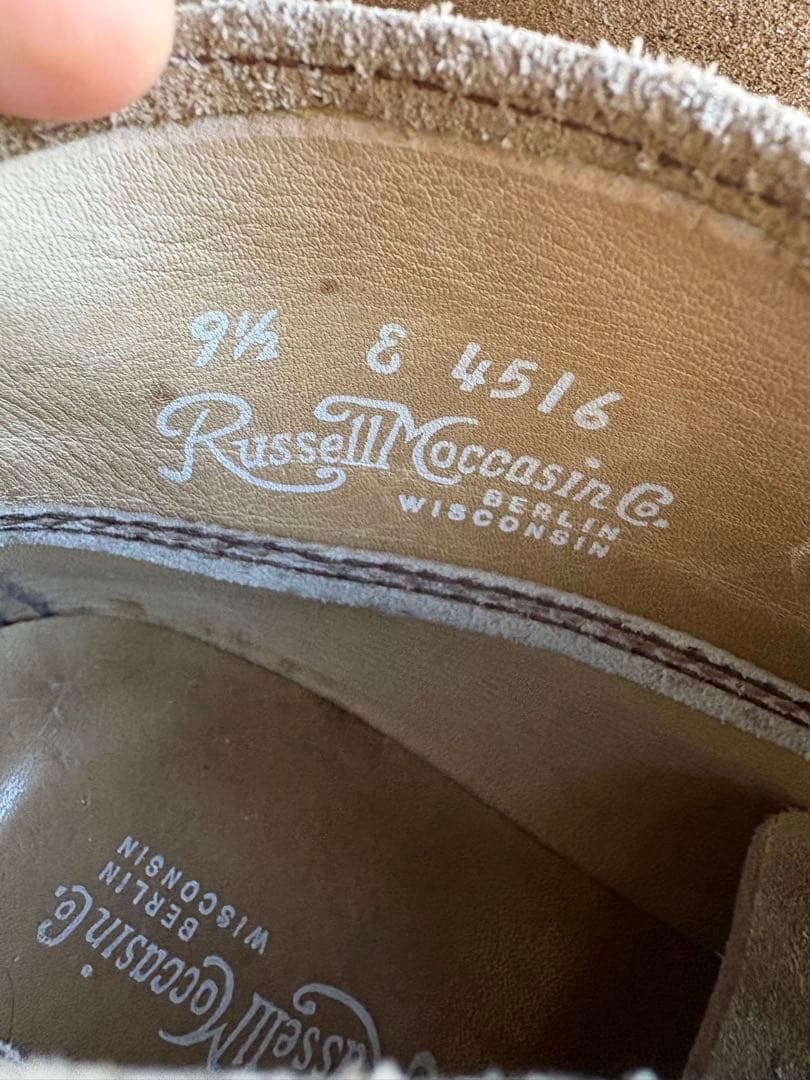 9½ E 4516
Russell Moccasin Co.
BERLIN
WISCONSIN
Russell Moccasin Co.
BERLIN
WISCONSIN